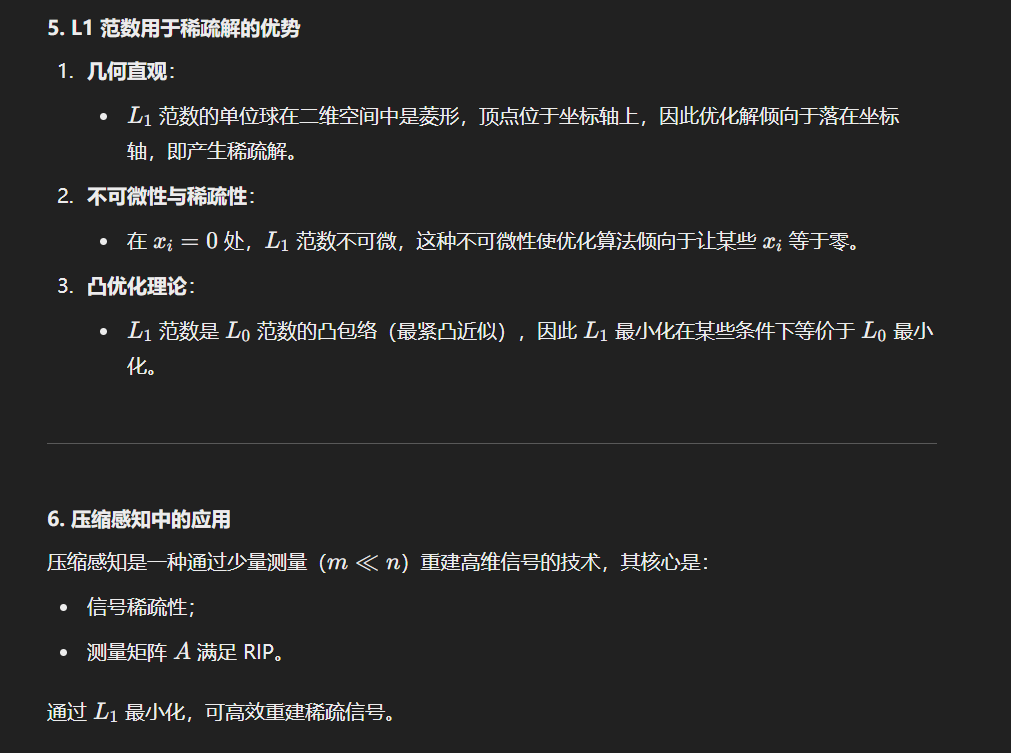 5. L1 范数用于稀疏解的优势
1. 几何直观：
• L₁ 范数的单位球在二维空间中是菱形，顶点位于坐标轴上，因此优化解倾向于落在坐标
轴，即产生稀疏解。
2. 不可微性与稀疏性：
• 在 xᵢ = 0 处，L₁ 范数不可微，这种不可微性使优化算法倾向于让某些 xᵢ 等于零。
3. 凸优化理论：
• L₁ 范数是 L₀ 范数的凸包络（最紧凸近似），因此 L₁ 最小化在某些条件下等价于 L₀ 最小
化。
6. 压缩感知中的应用
压缩感知是一种通过少量测量（m ≪ n）重建高维信号的技术，其核心是：
• 信号稀疏性；
• 测量矩阵 A 满足 RIP。
通过 L₁ 最小化，可高效重建稀疏信号。